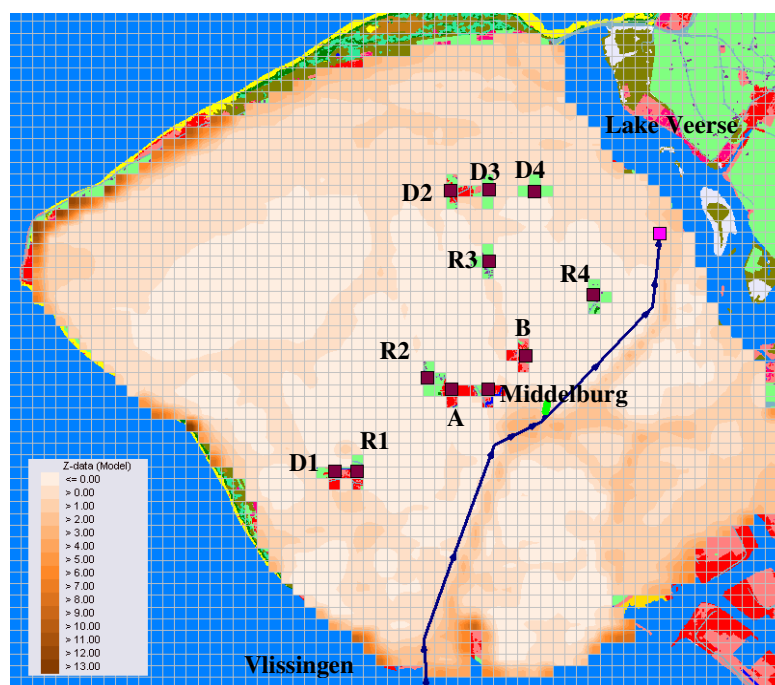 Lake Veerse
D3 D4
D2
R3
R4
B
R2
Middelburg
A
R1
D1
Z-data (Model)
<= 0.00
> 0.00
> 1.00
> 2.00
> 3.00
> 4.00
> 5.00
> 6.00
> 7.00
> 8.00
> 9.00
> 10.00
> 11.00
> 12.00
> 13.00
Vlissingen